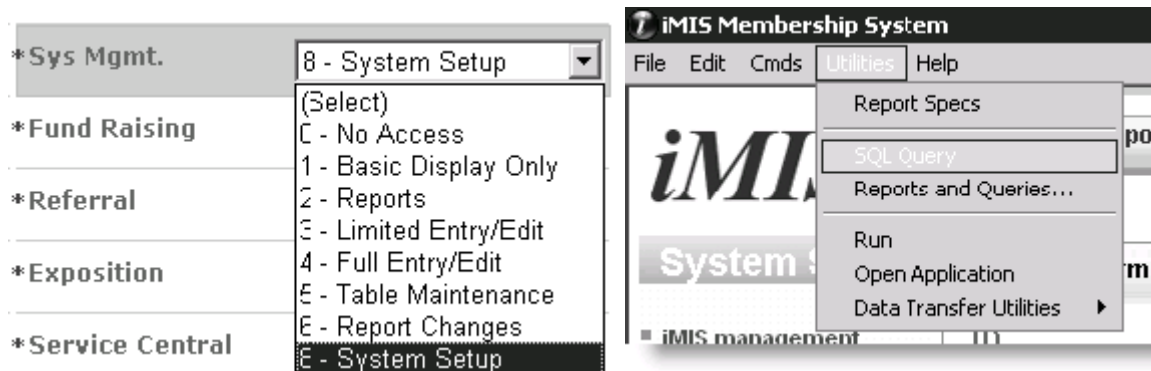 *Sys Mgmt.
8 - System Setup
(Select)
0 - No Access
1 - Basic Display Only
2 - Reports
3 - Limited Entry/Edit
4 - Full Entry/Edit
5 - Table Maintenance
6 - Report Changes
8 - System Setup
*Fund Raising
*Referral
*Exposition
*Service Central
iMIS Membership System
File Edit Cmds Utilities Help
Report Specs
SQL Query
Reports and Queries...
Run
Open Application
Data Transfer Utilities
iMIS
System
iMIS management
ID